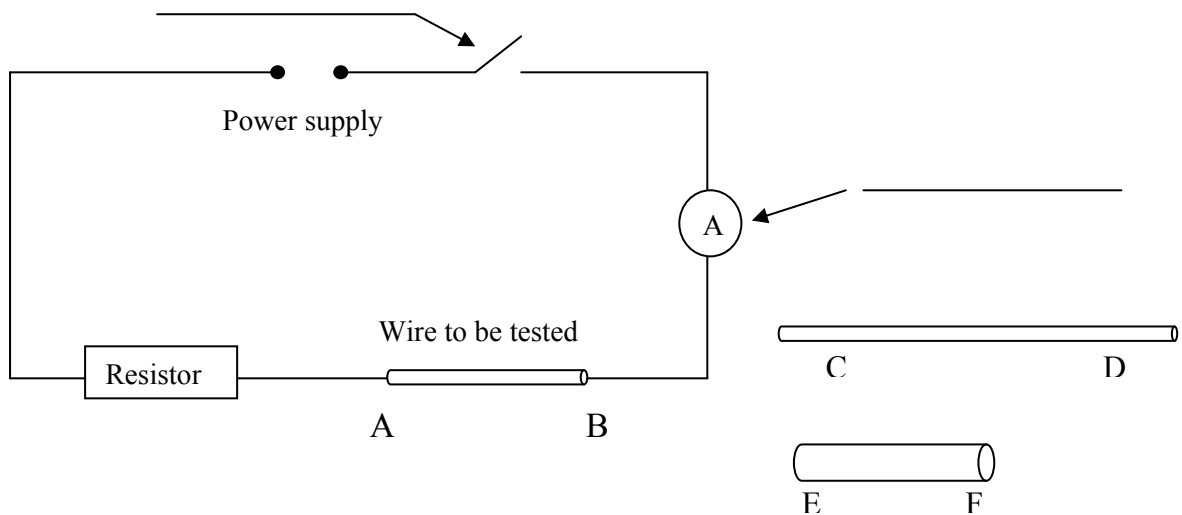 Power supply
A
Wire to be tested
Resistor
A B
C D
E F